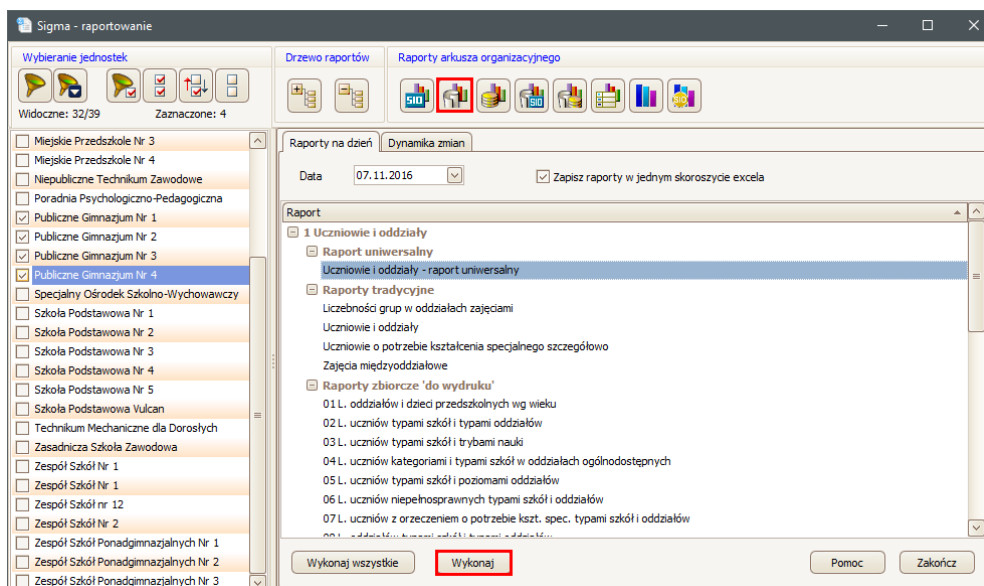 Sigma - raportowanie
Wybieranie jednostek
Drzewo raportów
Raporty arkusza organizacyjnego
SIO
SIO
Widoczne: 32/39
Zaznaczone: 4
Miejskie Przedszkole Nr 3
Miejskie Przedszkole Nr 4
Niepubliczne Technikum Zawodowe
Poradnia Psychologiczno-Pedagogiczna
Publiczne Gimnazjum Nr 1
Publiczne Gimnazjum Nr 2
Publiczne Gimnazjum Nr 3
Publiczne Gimnazjum Nr 4
Specjalny Ośrodek Szkolno-Wychowawczy
Szkoła Podstawowa Nr 1
Szkoła Podstawowa Nr 2
Szkoła Podstawowa Nr 3
Szkoła Podstawowa Nr 4
Szkoła Podstawowa Nr 5
Szkoła Podstawowa Vulcan
Technikum Mechaniczne dla Dorosłych
Zasadnicza Szkoła Zawodowa
Zespół Szkół Nr 1
Zespół Szkół Nr 1
Zespół Szkół nr 12
Zespół Szkół Nr 2
Zespół Szkół Ponadgimnazjalnych Nr 1
Zespół Szkół Ponadgimnazjalnych Nr 2
Zespół Szkół Ponadgimnazjalnych Nr 3
Raporty na dzień
Dynamika zmian
Data
07.11.2016
Zapisz raporty w jednym skoroszycie excela
Raport
1 Uczniowie i oddziały
Raport uniwersalny
Uczniowie i oddziały - raport uniwersalny
Raporty tradycyjne
Liczebności grup w oddziałach zajęciami
Uczniowie i oddziały
Uczniowie o potrzebie kształcenia specjalnego szczegółowo
Zajęcia międzyoddziałowe
Raporty zbiorcze 'do wydruku'
01 L. oddziałów i dzieci przedszkolnych wg wieku
02 L. uczniów typami szkół i typami oddziałów
03 L. uczniów typami szkół i trybami nauki
04 L. uczniów kategoriami i typami szkół w oddziałach ogólnodostępnych
05 L. uczniów typami szkół i poziomami oddziałów
06 L. uczniów niepełnosprawnych typami szkół i oddziałów
07 L. uczniów z orzeczeniem o potrzebie kszt. spec. typami szkół i oddziałów
Wykonaj wszystkie
Wykonaj
Pomoc
Zakończ